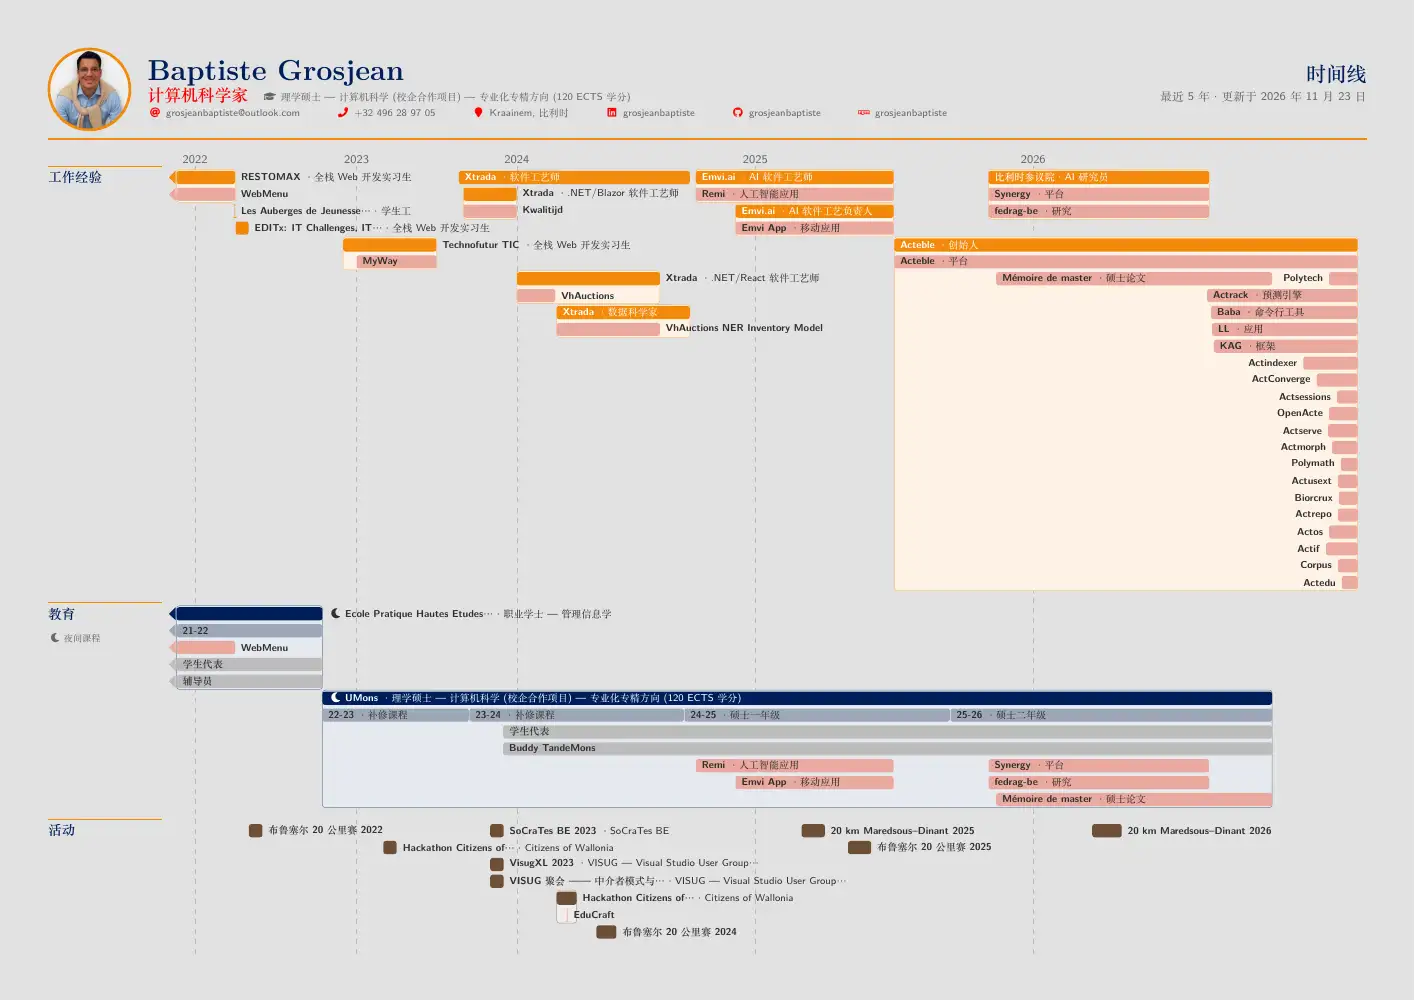 Baptiste Grosjean
时间线
计算机科学家 理学硕士 — 计算机科学 (校企合作项目) — 专业化专精方向 (120 ECTS 学分)
最近 5 年 · 更新于 2026 年 11 月 23 日
grosjeanbaptiste@outlook.com +32 496 28 97 05 Kraainem, 比利时 grosjeanbaptiste grosjeanbaptiste grosjeanbaptiste
2022 2023 2024 2025 2026
工作经验
RESTOMAX · 全栈 Web 开发实习生 Xtrada · 软件工艺师 Emvi.ai · AI 软件工艺师 比利时参议院 · AI 研究员
WebMenu Xtrada · .NET/Blazor 软件工艺师 Remi · 人工智能应用 Synergy · 平台
Les Auberges de Jeunesse··· · 学生工 Kwalitijd Emvi.ai · AI 软件工艺负责人 fedrag-be · 研究
EDITx: IT Challenges, IT··· · 全栈 Web 开发实习生 Emvi App · 移动应用
Technofutur TIC · 全栈 Web 开发实习生 Acteble · 创始人
MyWay Acteble · 平台
Xtrada · .NET/React 软件工艺师 Mémoire de master · 硕士论文 Polytech
VhAuctions Actrack · 预测引擎
Xtrada · 数据科学家 Baba · 命令行工具
VhAuctions NER Inventory Model LL · 应用
KAG · 框架
Actindexer
ActConverge
Actsessions
OpenActe
Actserve
Actmorph
Polymath
Actusext
Biorcrux
Actrepo
Actos
Actif
Corpus
Actedu
教育
Ecole Pratique Hautes Etudes··· · 职业学士 — 管理信息学
21-22
夜间课程
WebMenu
学生代表
辅导员
UMons · 理学硕士 — 计算机科学 (校企合作项目) — 专业化专精方向 (120 ECTS 学分)
22-23 · 补修课程 23-24 · 补修课程 24-25 · 硕士一年级 25-26 · 硕士二年级
学生代表
Buddy TandeMons
Remi · 人工智能应用 Synergy · 平台
Emvi App · 移动应用 fedrag-be · 研究
Mémoire de master · 硕士论文
活动
布鲁塞尔 20 公里赛 2022 SoCraTes BE 2023 · SoCraTes BE 20 km Maredsous–Dinant 2025 20 km Maredsous–Dinant 2026
Hackathon Citizens of··· · Citizens of Wallonia 布鲁塞尔 20 公里赛 2025
VisugXL 2023 · VISUG — Visual Studio User Group···
VISUG 聚会 —— 中介者模式与··· · VISUG — Visual Studio User Group···
Hackathon Citizens of··· · Citizens of Wallonia
EduCraft
布鲁塞尔 20 公里赛 2024